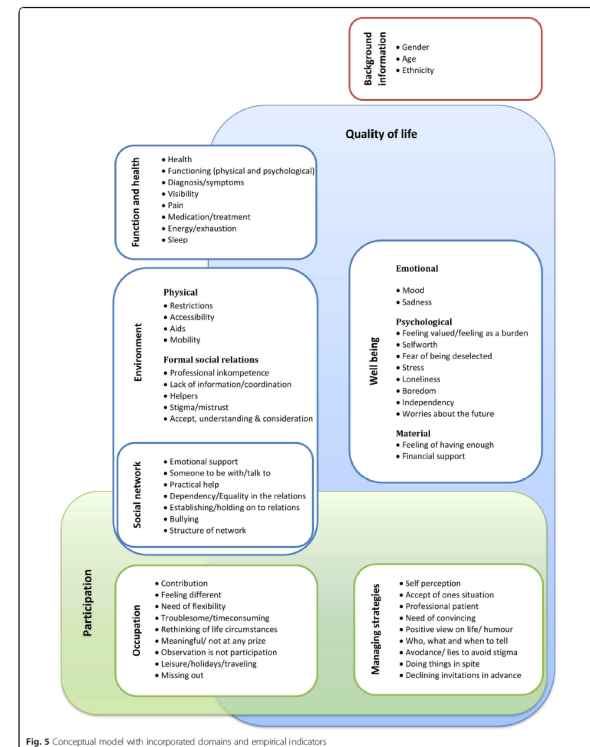 Background
information
• Gender
• Age
• Ethnicity
Quality of life
Function and health
• Health
• Functioning (physical and psychological)
• Diagnosis/symptoms
• Visibility
• Pain
• Medication/treatment
• Energy/exhaustion
• Sleep
Environment
Physical
• Restrictions
• Accessibility
• Aids
• Mobility
Formal social relations
• Professional inkompetence
• Lack of information/coordination
• Helpers
• Stigma/mistrust
• Accept, understanding & consideration
Well being
Emotional
• Mood
• Sadness
Psychological
• Feeling valued/feeling as a burden
• Selfworth
• Fear of being deselected
• Stress
• Loneliness
• Boredom
• Independency
• Worries about the future
Material
• Feeling of having enough
• Financial support
Social network
• Emotional support
• Someone to be with/talk to
• Practical help
• Dependency/Equality in the relations
• Establishing/holding on to relations
• Bullying
• Structure of network
Participation
Occupation
• Contribution
• Feeling different
• Need of flexibility
• Troublesome/timeconsuming
• Rethinking of life circumstances
• Meaningful/ not at any prize
• Observation is not participation
• Leisure/holidays/traveling
• Missing out
Managing strategies
• Self perception
• Accept of ones situation
• Professional patient
• Need of convincing
• Positive view on life/ humour
• Who, what and when to tell
• Avodance/ lies to avoid stigma
• Doing things in spite
• Declining invitations in advance
Fig. 5 Conceptual model with incorporated domains and empirical indicators